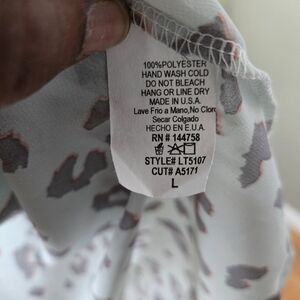 100%POLYESTER
HAND WASH COLD
DO NOT BLEACH
HANG OR LINE DRY
MADE IN U.S.A.
Lave Frio a Mano,No Cloro
Secar Colgado
HECHO EN E.U.A.
RN # 144758
STYLE# LT5107
CUT# A5171
L